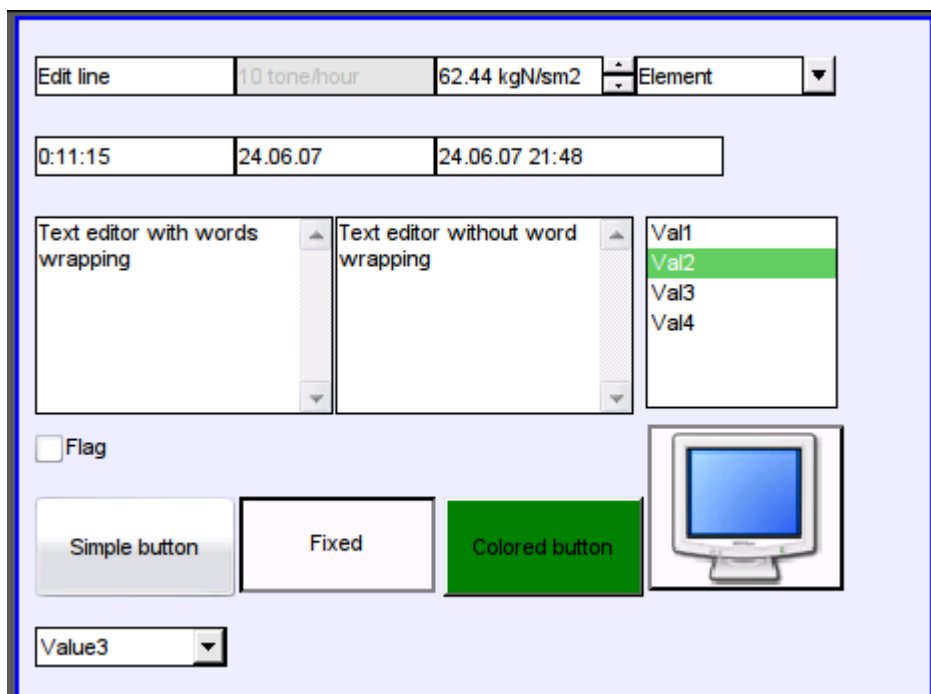 Edit line 10 tone/hour 62.44 kgN/sm2 Element
0:11:15 24.06.07 24.06.07 21:48
Text editor with words
wrapping
Text editor without word
wrapping
Val1
Val2
Val3
Val4
Flag
Simple button Fixed Colored button
Value3